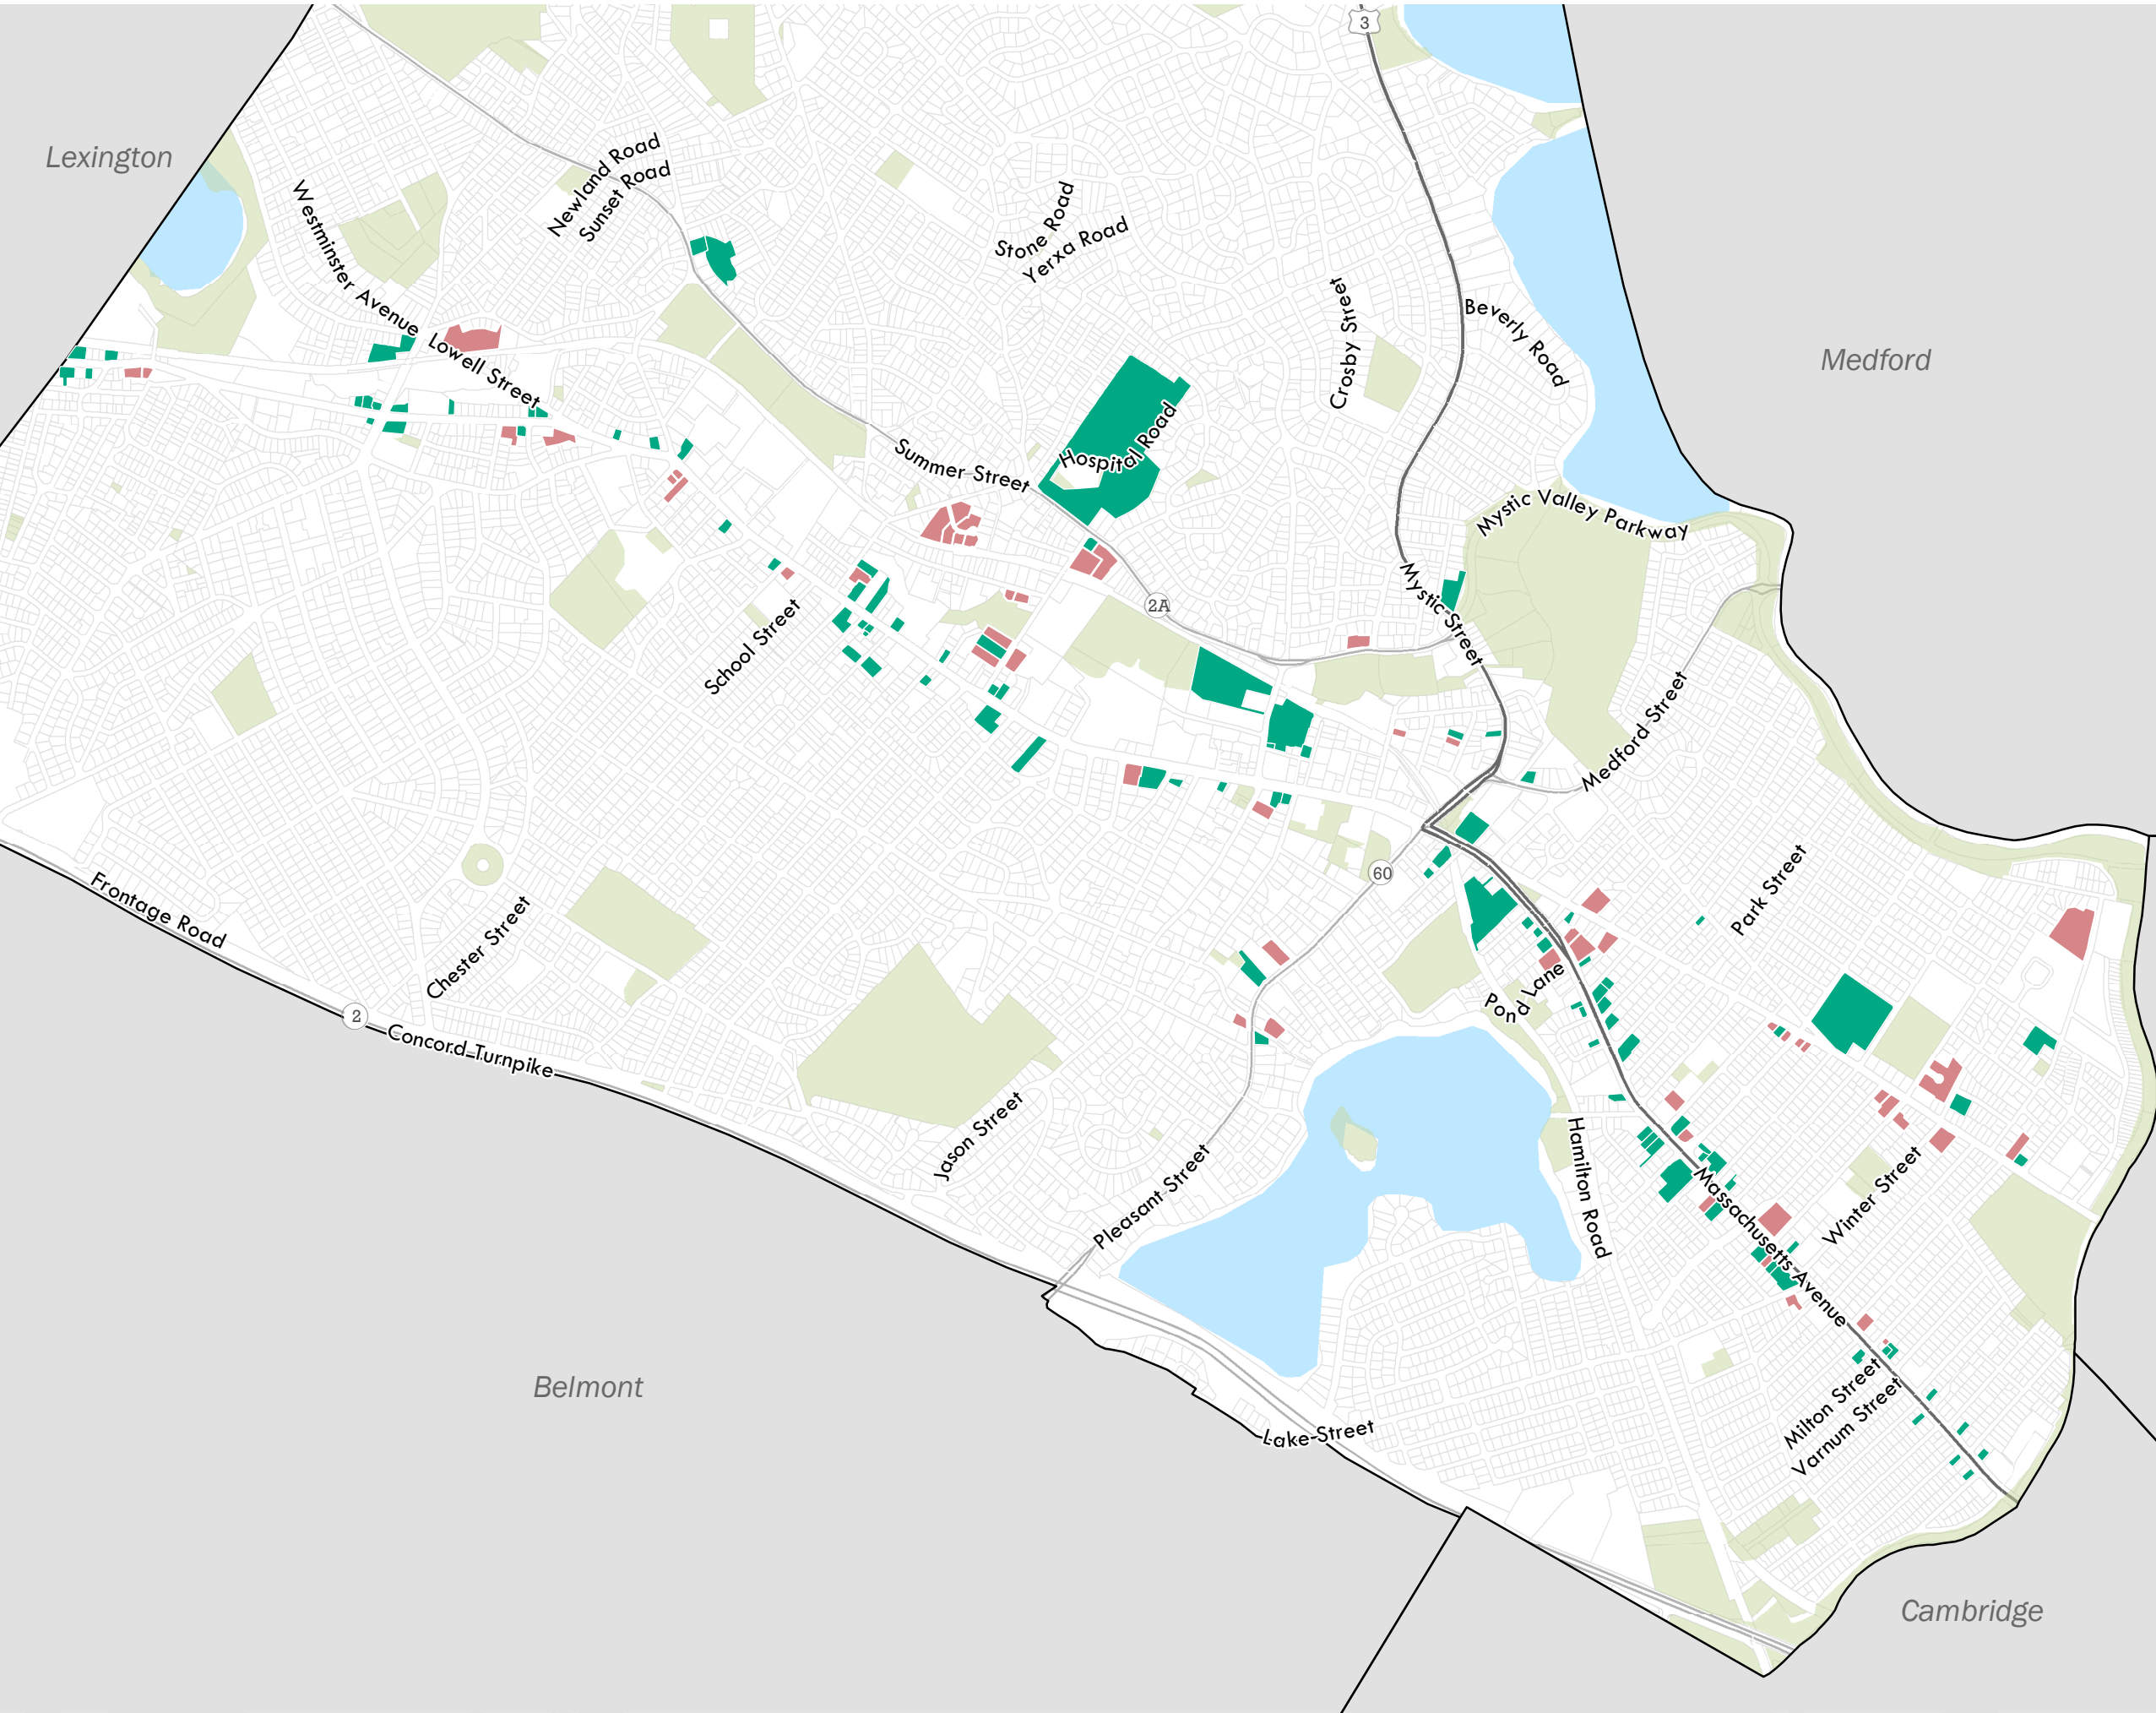 3
Lexington
Newland Road
Sunset Road
Westminster Avenue
Stone Road
Yerxa Road
Crosby Street
Beverly Road
Medford
Lowell Street
Hospital Road
Summer Street
Mystic Valley Parkway
Mystic Street
2A
School Street
Medford Street
60
Park Street
Frontage Road
Chester Street
Pond Lane
2
Concord Turnpike
Jason Street
Hamilton Road
Pleasant Street
Winter Street
Massachusetts Avenue
Belmont
Milton Street
Varnum Street
Lake Street
Cambridge